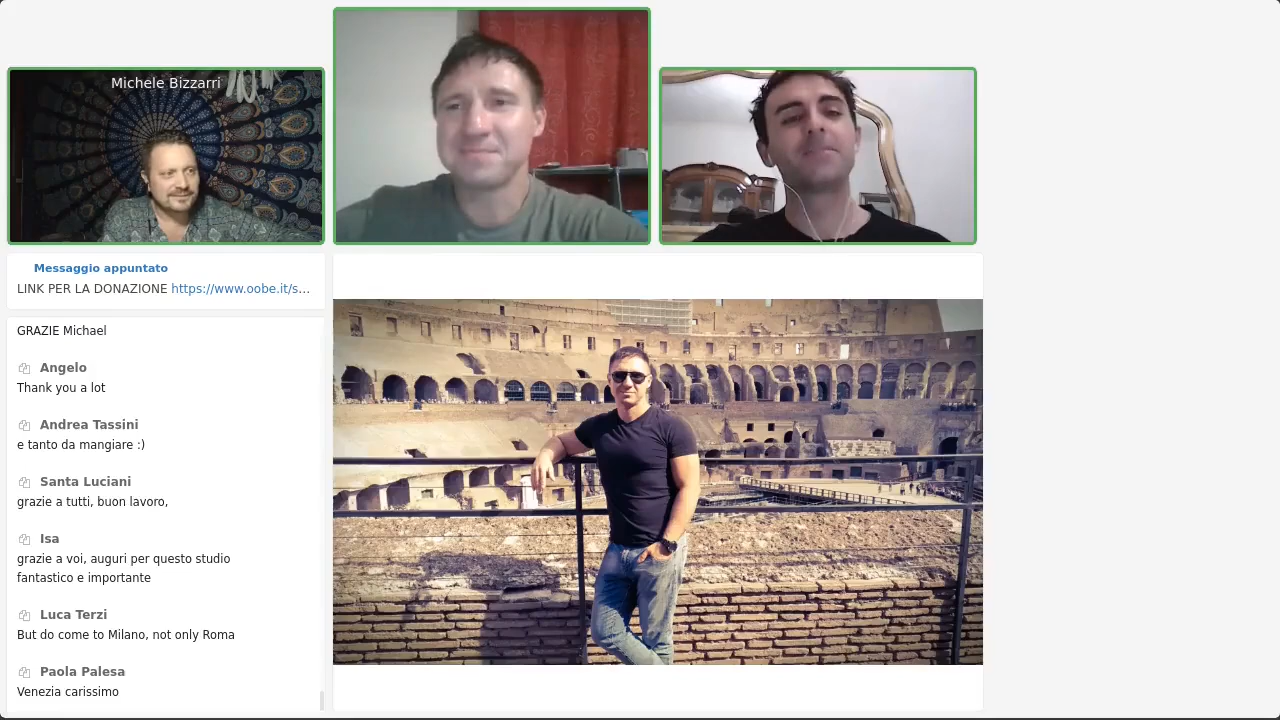 Michele Bizzarri
Messaggio appuntato
LINK PER LA DONAZIONE https://www.oobe.it/s...
GRAZIE Michael
Angelo
Thank you a lot
Andrea Tassini
e tanto da mangiare :)
Santa Luciani
grazie a tutti, buon lavoro,
Isa
grazie a voi, auguri per questo studio
fantastico e importante
Luca Terzi
But do come to Milano, not only Roma
Paola Palesa
Venezia carissimo